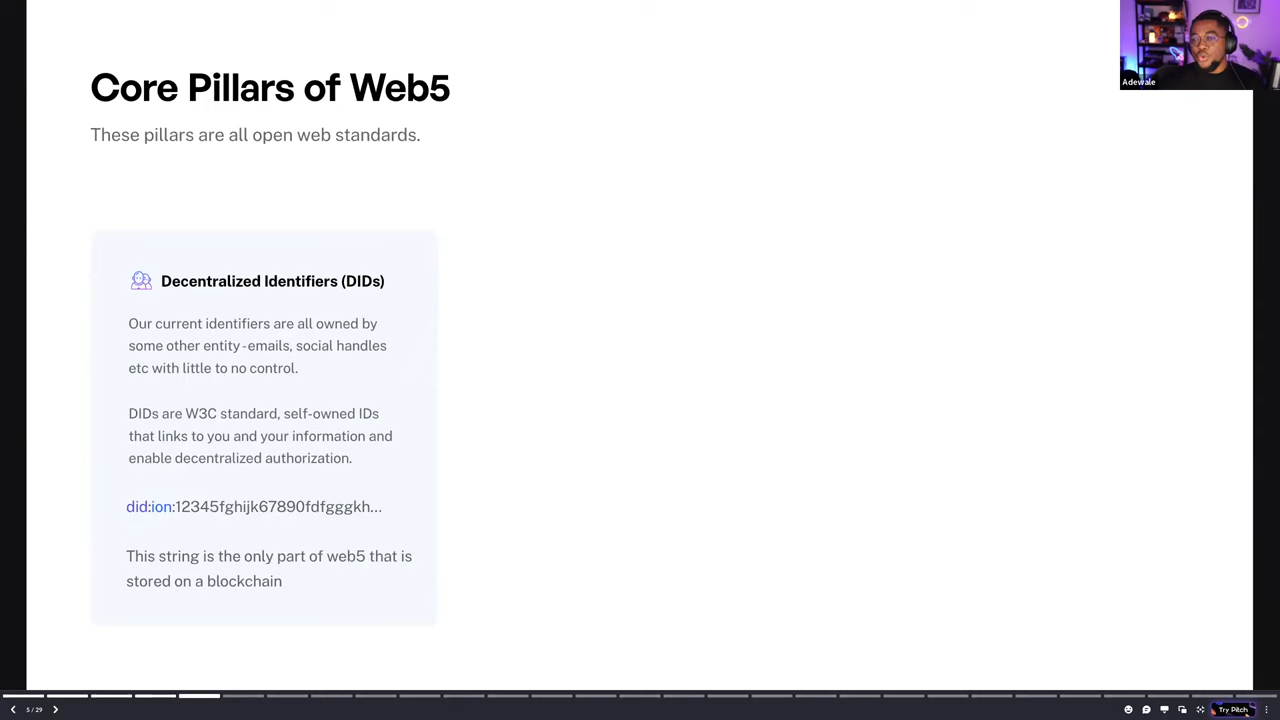 Core Pillars of Web5
These pillars are all open web standards.
Adewale
Decentralized Identifiers (DIDs)
Our current identifiers are all owned by
some other entity - emails, social handles
etc with little to no control.
DIDs are W3C standard, self-owned IDs
that links to you and your information and
enable decentralized authorization.
did:ion:12345fghijk67890fdfgggkh...
This string is the only part of web5 that is
stored on a blockchain
5 / 29
Try Pitch